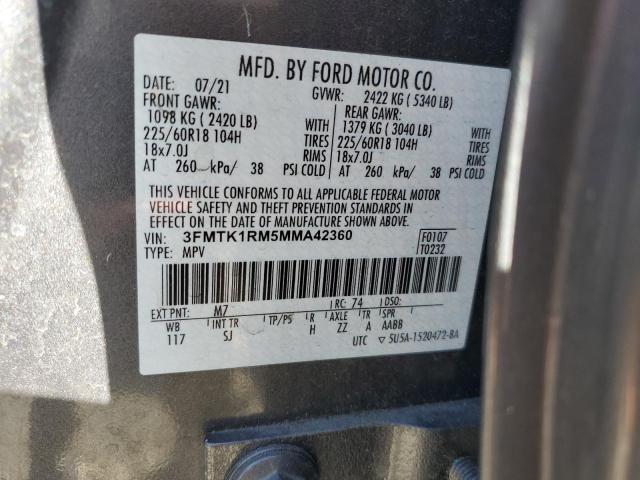 MFD. BY FORD MOTOR CO.
DATE: 07/21 GVWR: 2422 KG ( 5340 LB)
FRONT GAWR: REAR GAWR:
1098 KG ( 2420 LB) WITH 1379 KG ( 3040 LB) WITH
225/60R18 104H TIRES 225/60R18 104H TIRES
18x7.0J RIMS 18x7.0J RIMS
AT 260 kPa/ 38 PSI COLD AT 260 kPa/ 38 PSI COLD
THIS VEHICLE CONFORMS TO ALL APPLICABLE FEDERAL MOTOR
VEHICLE SAFETY AND THEFT PREVENTION STANDARDS IN
EFFECT ON THE DATE OF MANUFACTURE SHOWN ABOVE.
VIN: 3FMTK1RM5MMA42360 F0107
TYPE: MPV T0232
EXT PNT: M7 RC: 74 DSO:
WB INT TR TP/PS R AXLE TR SPR
117 SJ H ZZ A AABB
UTC ▽ 5U5A-1520472-BA